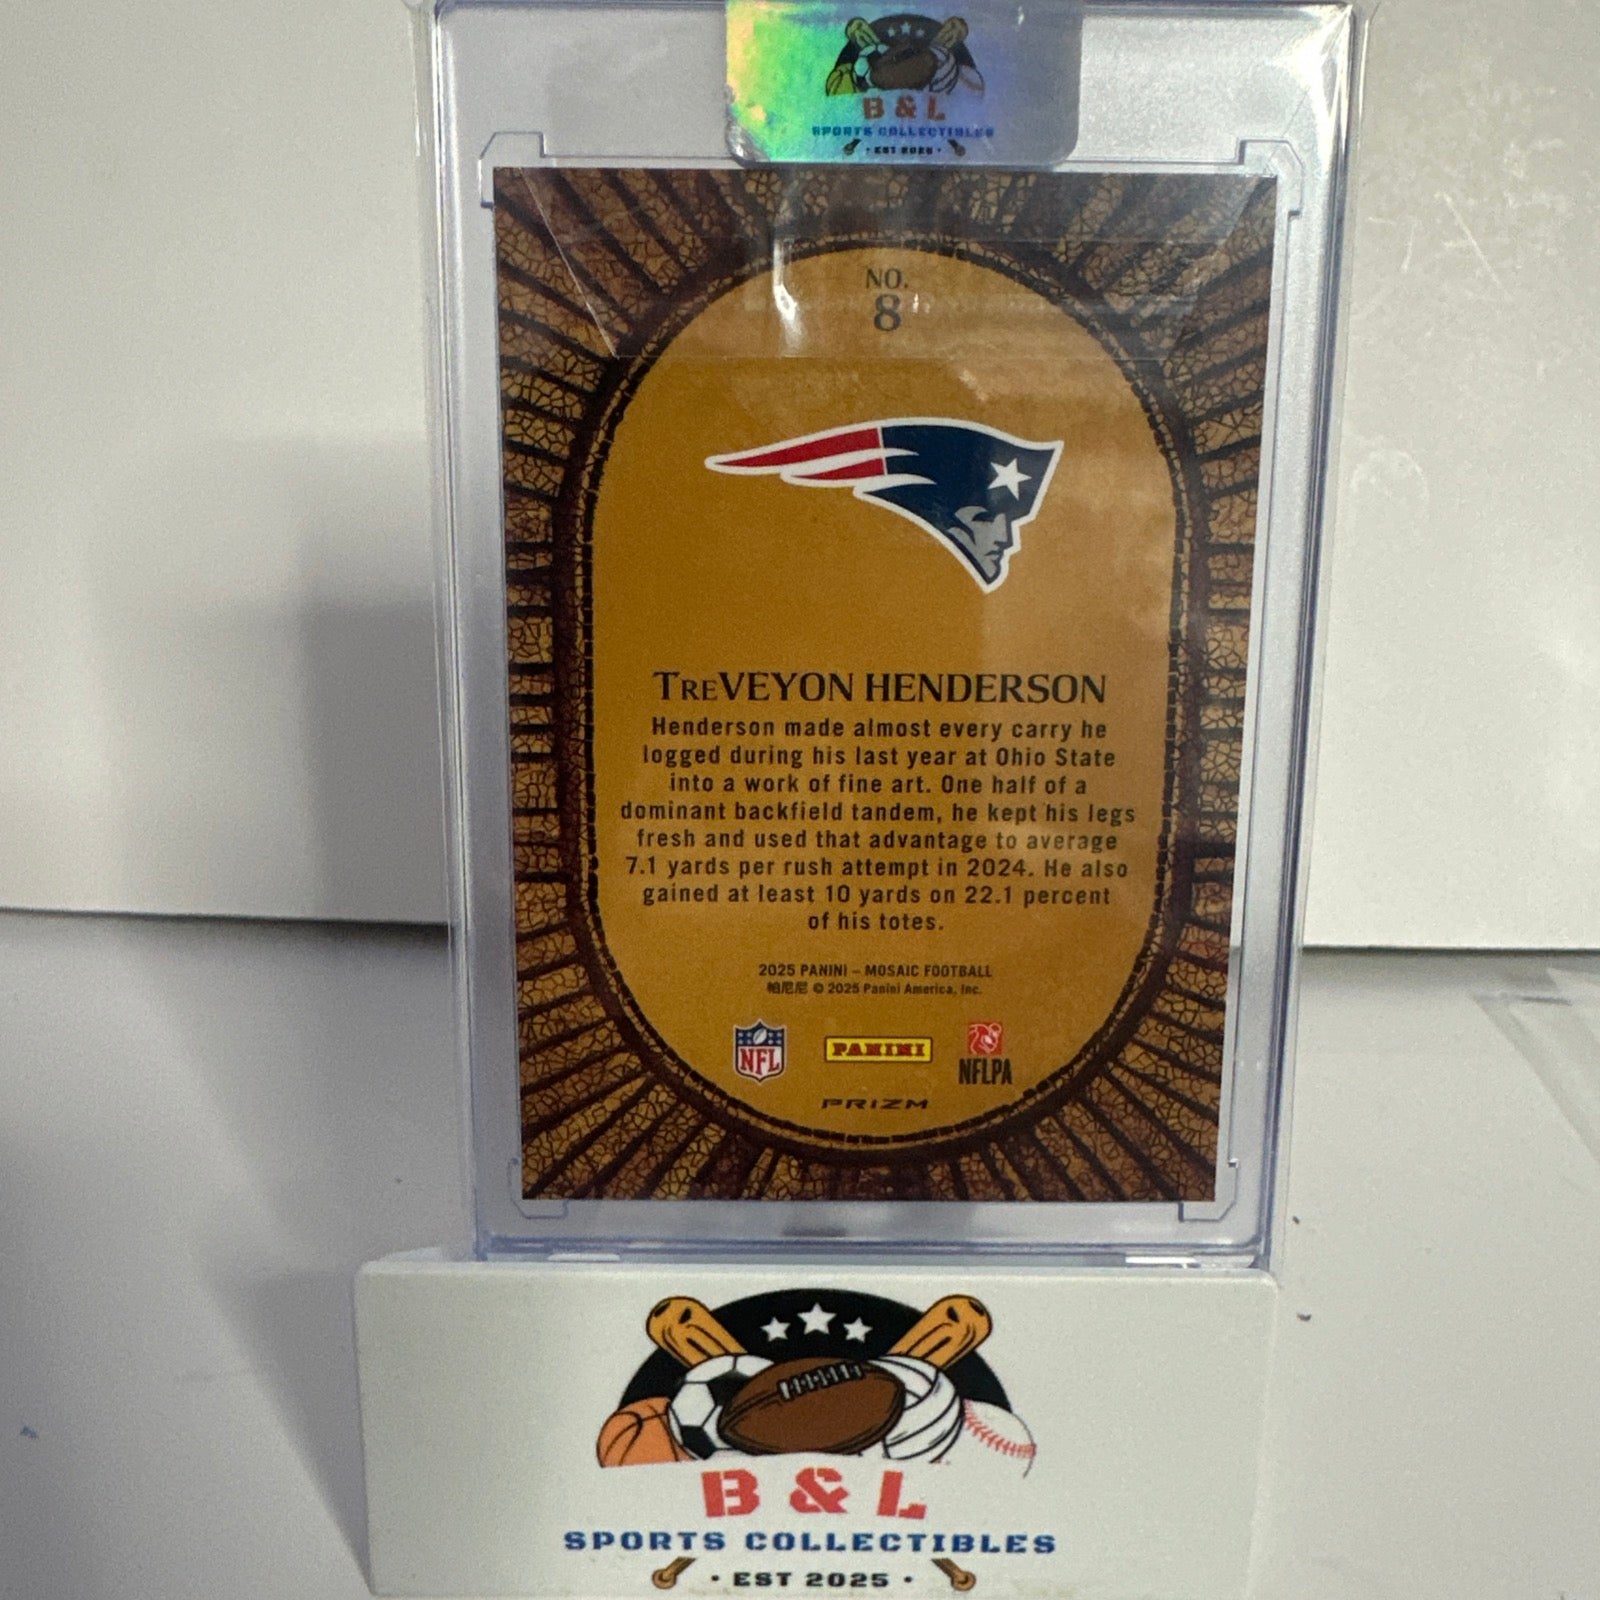 B & L
SPORTS COLLECTIBLES
· EST 2025 ·
NO.
8
TREVEYON HENDERSON
Henderson made almost every carry he
logged during his last year at Ohio State
into a work of fine art. One half of a
dominant backfield tandem, he kept his legs
fresh and used that advantage to average
7.1 yards per rush attempt in 2024. He also
gained at least 10 yards on 22.1 percent
of his totes.
2025 PANINI – MOSAIC FOOTBALL
帕尼尼 © 2025 Panini America, Inc.
NFL
PANINI
NFLPA
PRIZM
B & L
SPORTS COLLECTIBLES
· EST 2025 ·